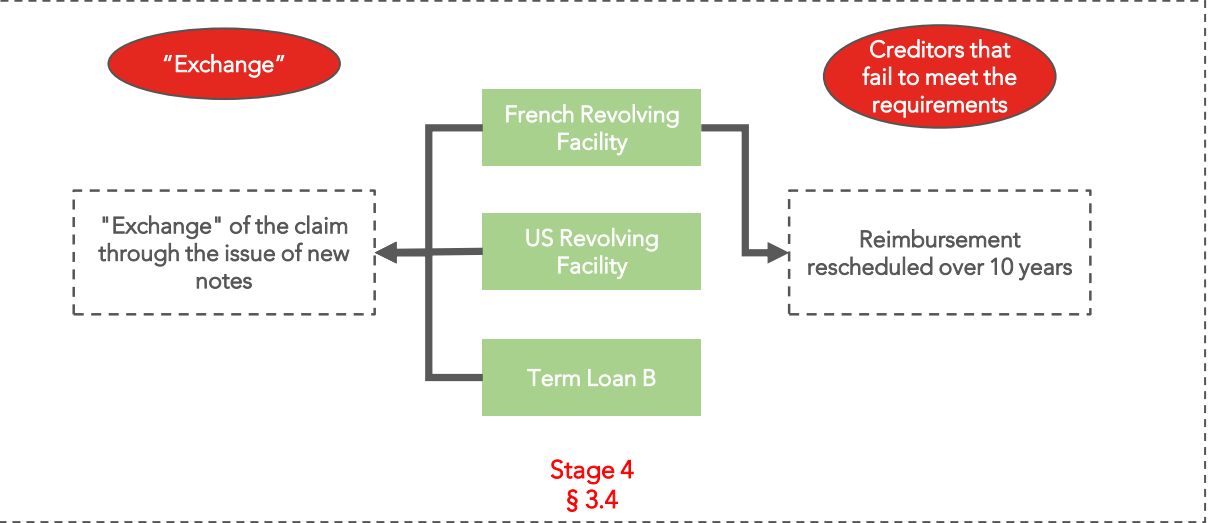 “Exchange”
Creditors that
fail to meet the
requirements
French Revolving
Facility
"Exchange" of the claim
through the issue of new
notes
US Revolving
Facility
Reimbursement
rescheduled over 10 years
Term Loan B
Stage 4
§ 3.4